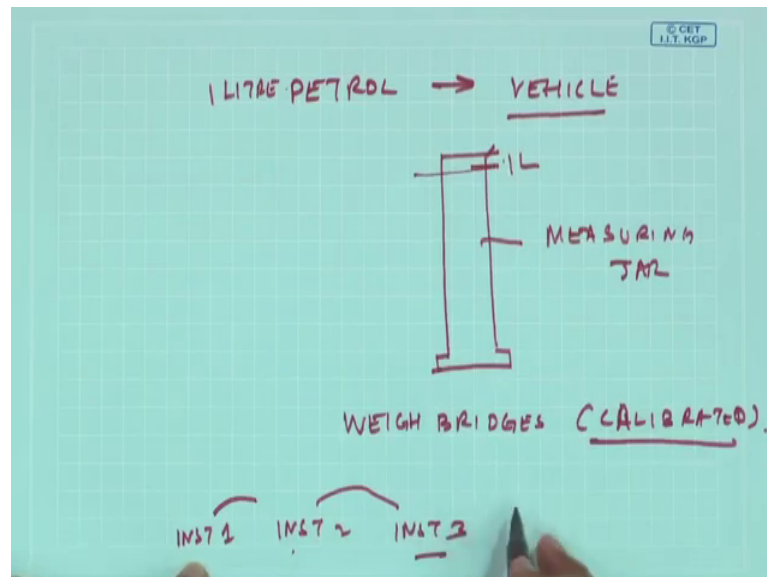 © CET
I.I.T. KGP
1 LITRE PETROL → VEHICLE
1L
MEASURING
JAR
WEIGH BRIDGES (CALIBRATED).
INST 1 INST 2 INST 3